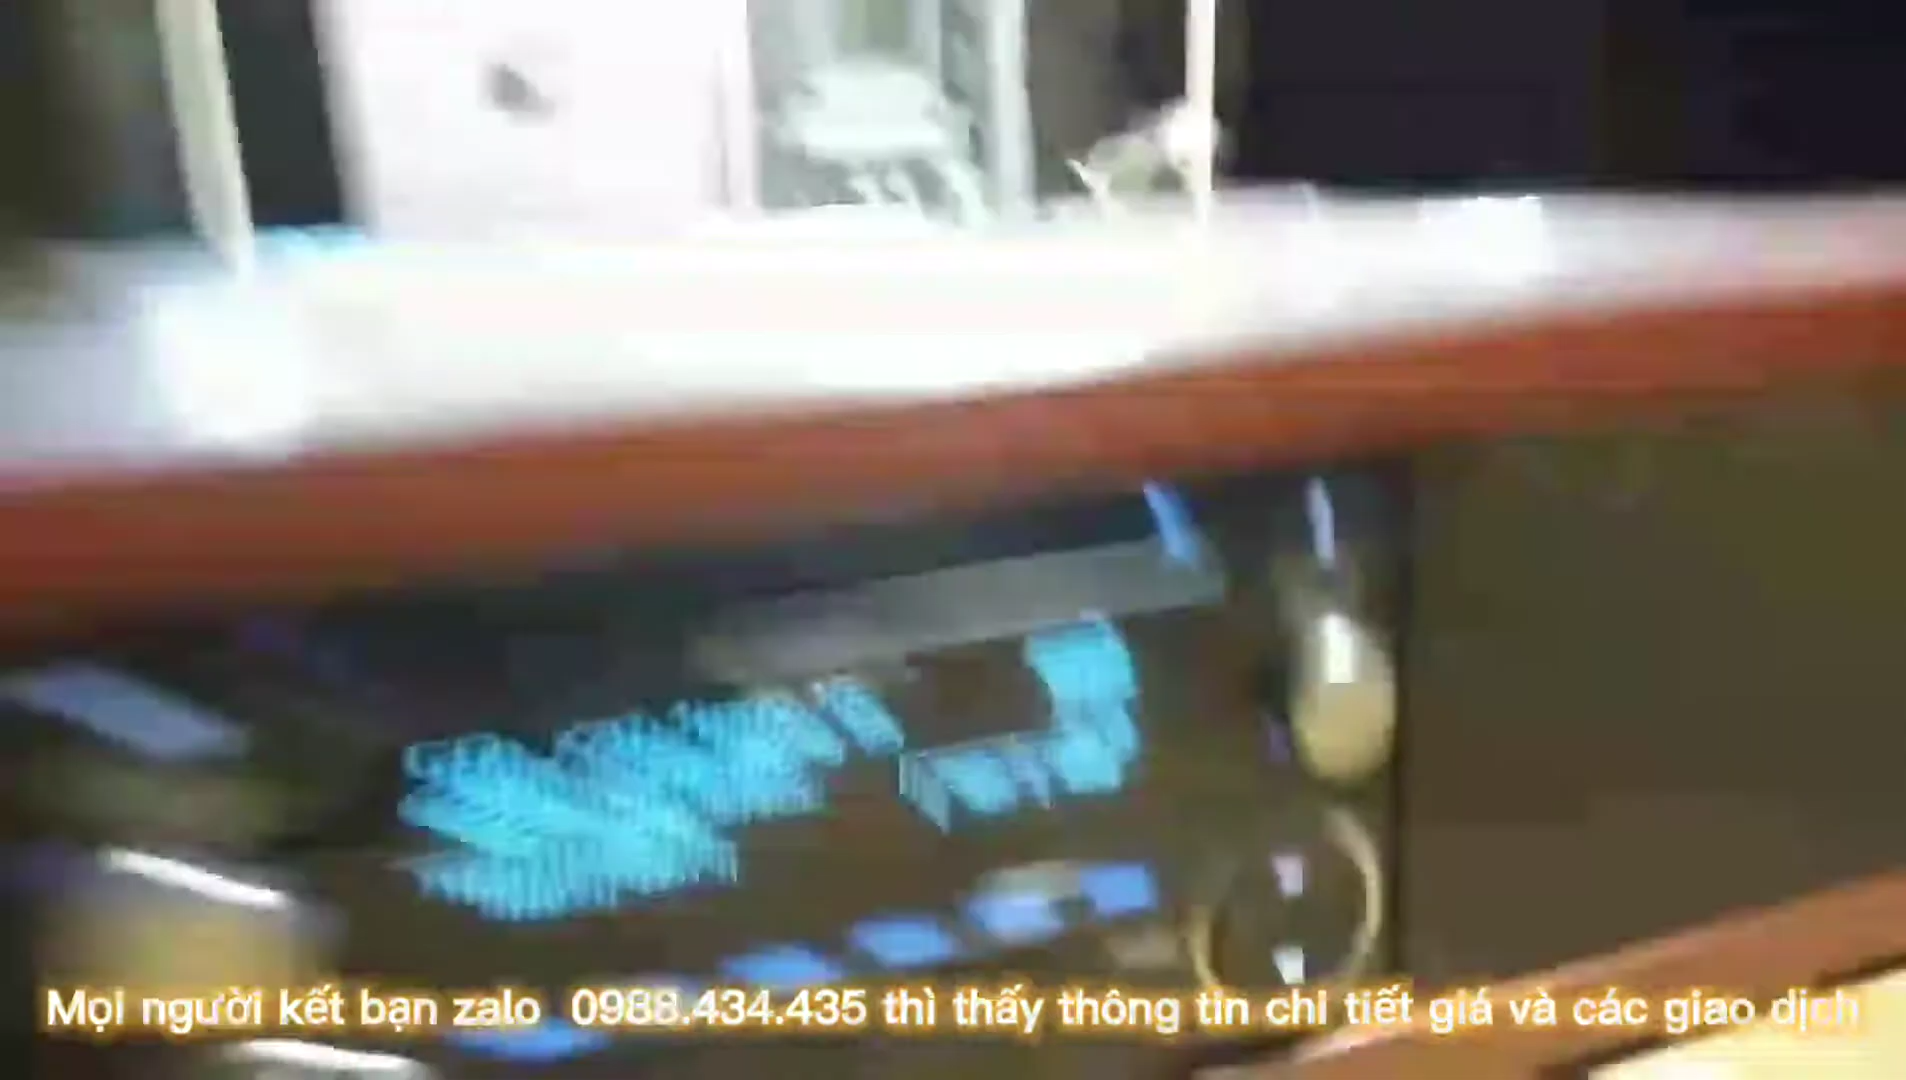 Mọi người kết bạn zalo 0988.434.435 thì thấy thông tin chi tiết giá và các giao dịch